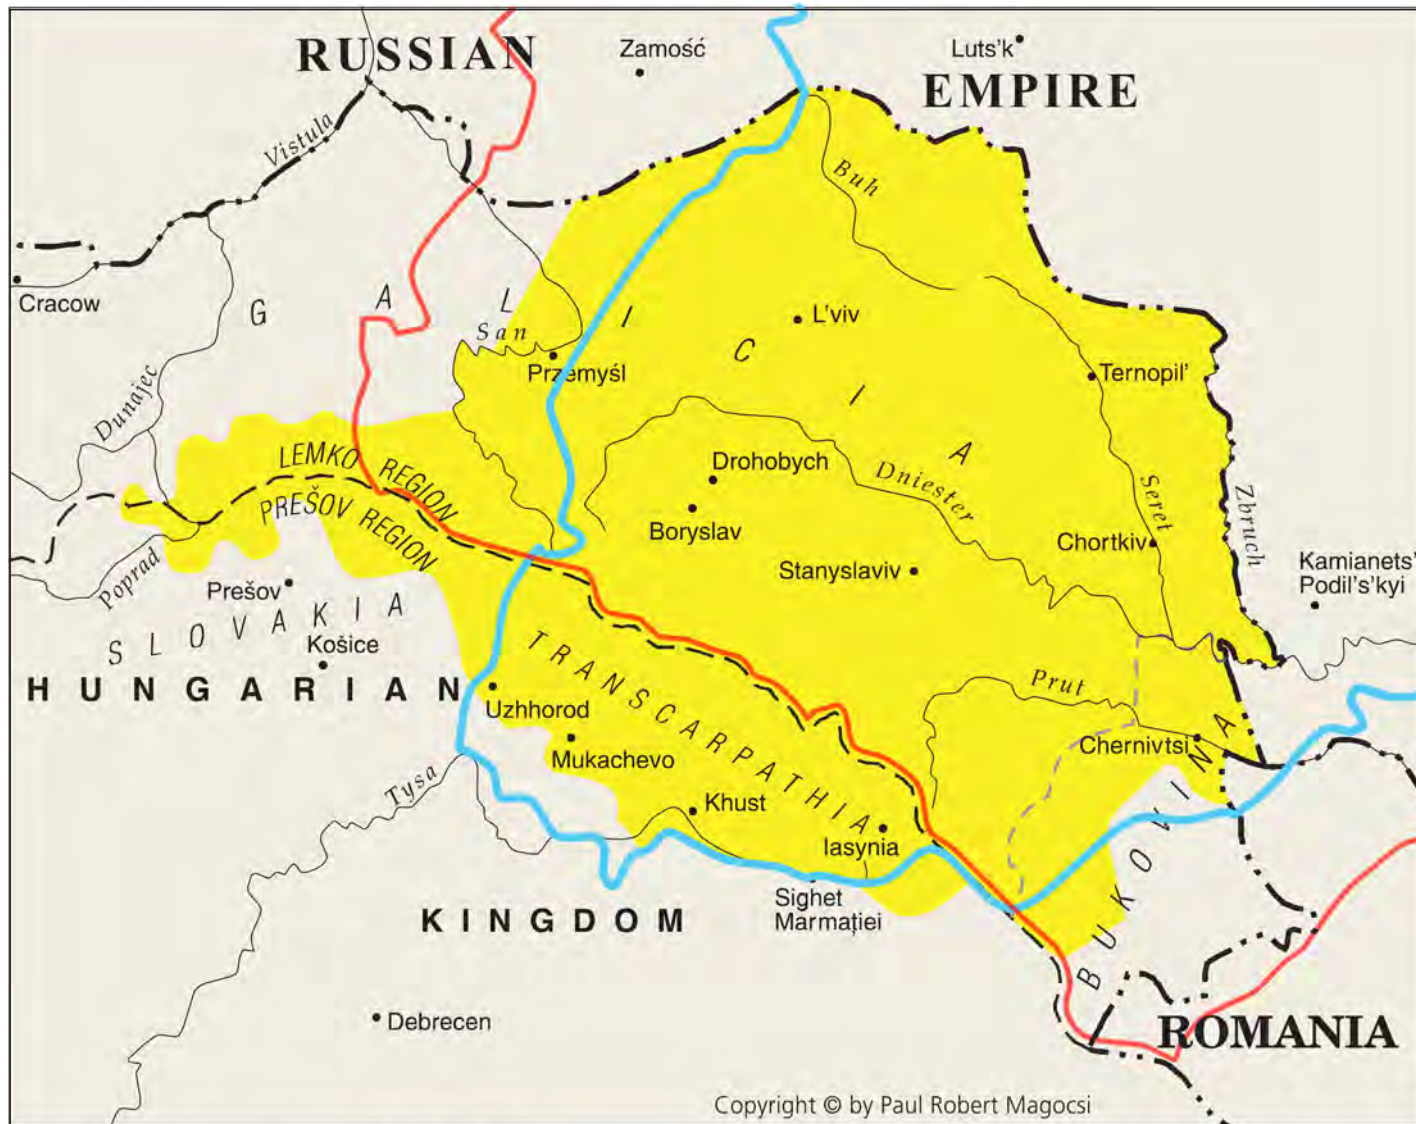 RUSSIAN
Zamość
Luts'k
EMPIRE
Vistula
Buh
Cracow
GALICIA
San
L'viv
Przemyśl
Ternopil'
Dunajec
LEMKO REGION
PREŠOV REGION
Drohobych
Dniester
Boryslav
Seret
Zbruch
Chortkiv
Stanyslaviv
Kamianets'
Podil's'kyi
Poprad
Prešov
SLOVAKIA
Košice
HUNGARIAN
TRANSCARPATHIA
Prut
Uzhhorod
Mukachevo
Chernivtsi
Tysa
Khust
Iasynia
BUKOVINA
Sighet
Marmației
KINGDOM
Debrecen
ROMANIA
Copyright © by Paul Robert Magocsi